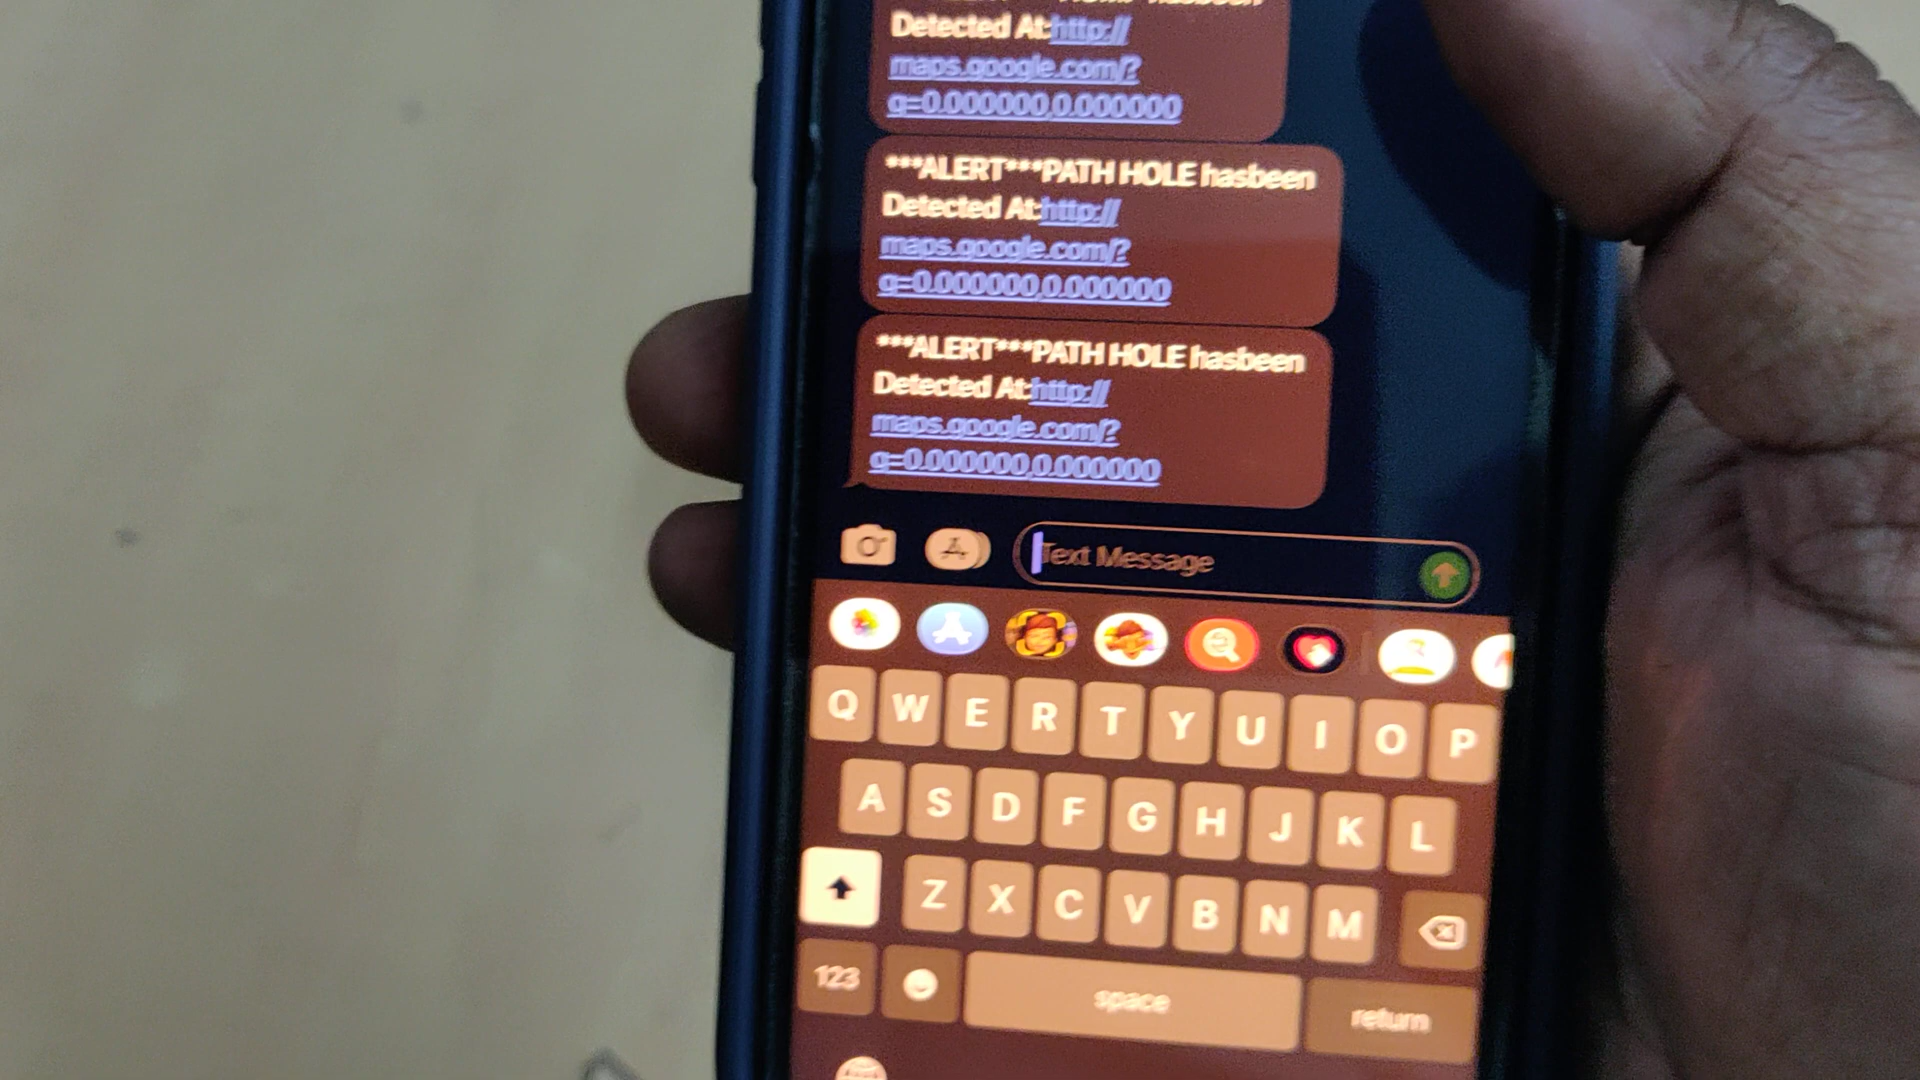 hasbeen
Detected At:http://
maps.google.com/?
q=0.000000,0.000000
***ALERT***PATH HOLE hasbeen
Detected At:http://
maps.google.com/?
q=0.000000,0.000000
***ALERT***PATH HOLE hasbeen
Detected At:http://
maps.google.com/?
q=0.000000,0.000000
Text Message
Q W E R T Y U I O P
A S D F G H J K L
Z X C V B N M
123 space return